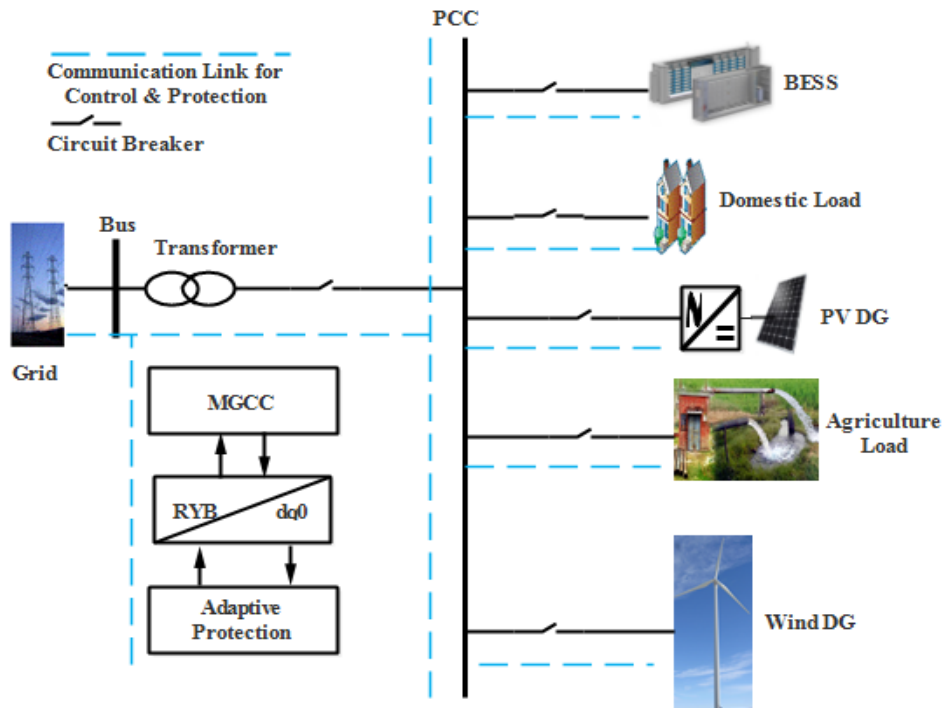 PCC
Communication Link for
Control & Protection
Circuit Breaker
BESS
Domestic Load
Bus
Transformer
Grid
N
=
PV DG
MGCC
Agriculture
Load
RYB
dq0
Adaptive
Protection
Wind DG